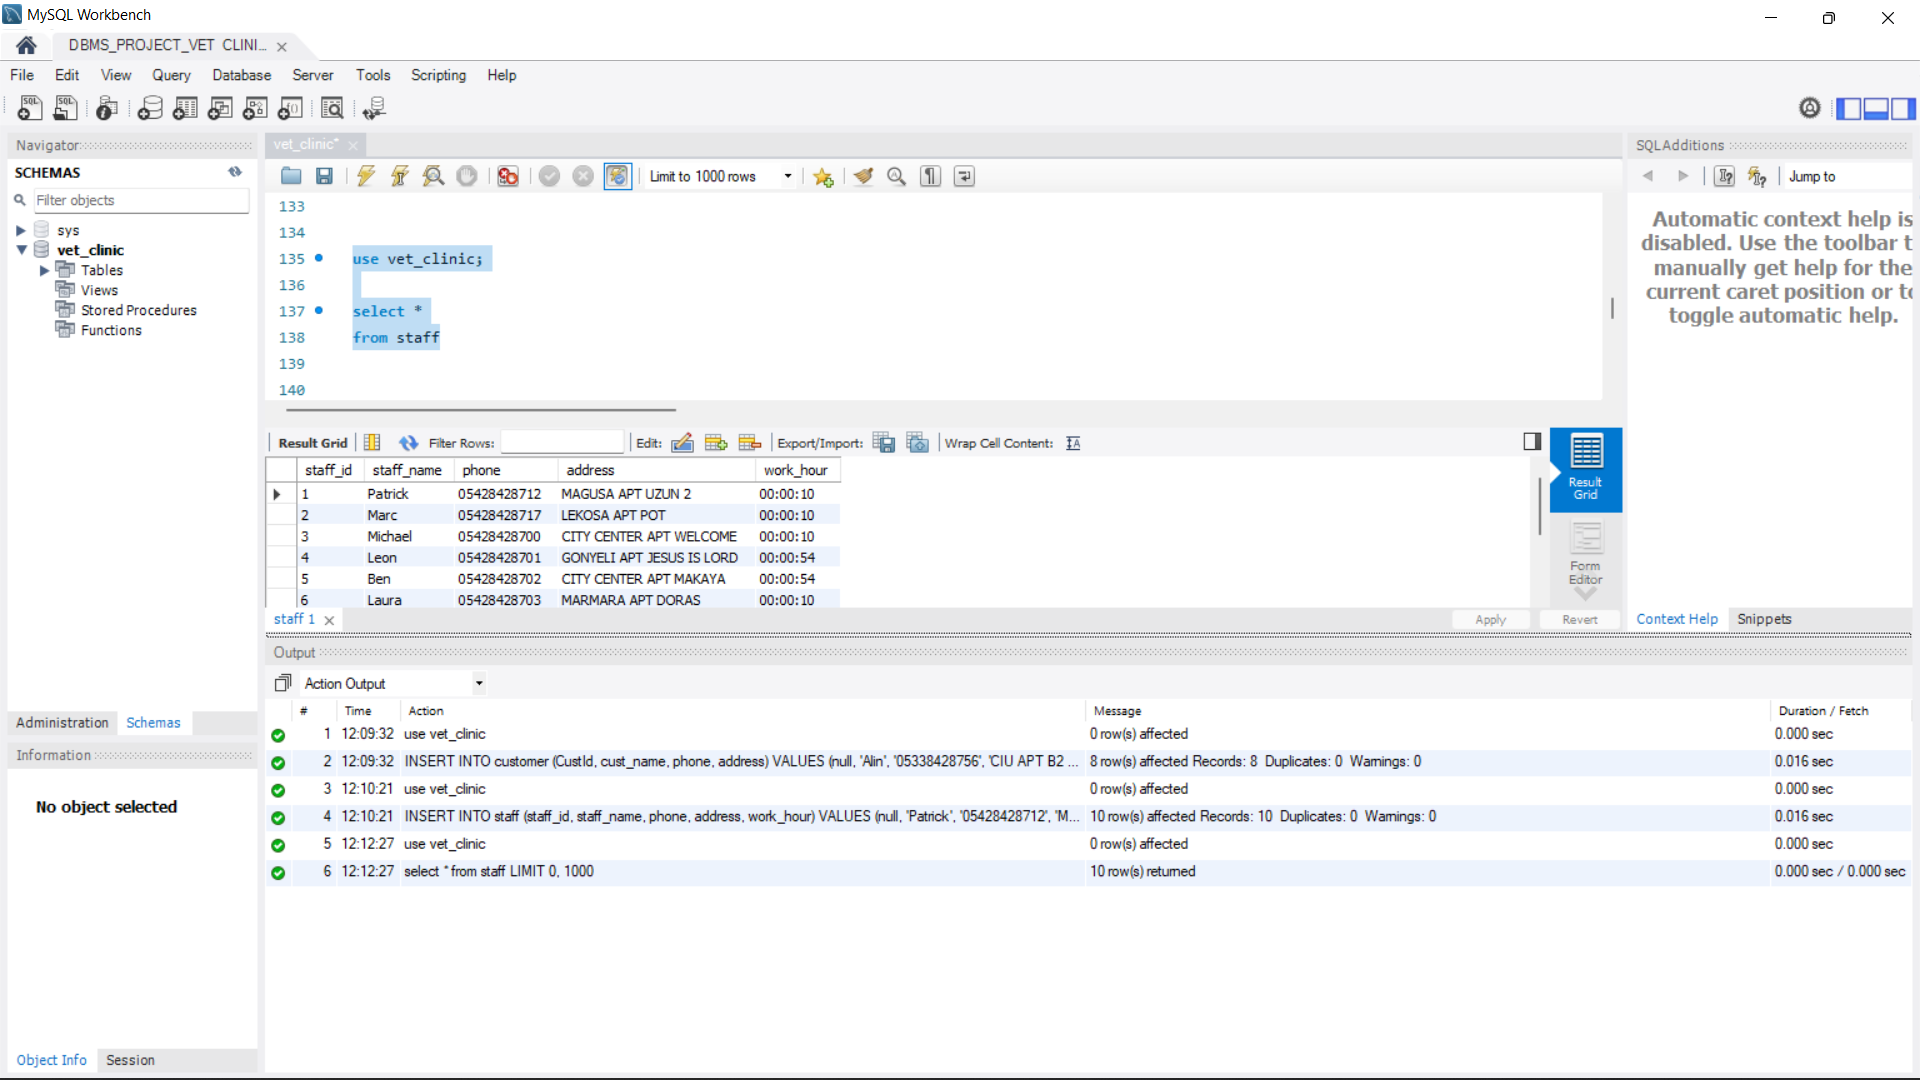 MySQL Workbench
DBMS_PROJECT_VET CLINI...
File Edit View Query Database Server Tools Scripting Help
Navigator
SCHEMAS
Filter objects
sys
vet_clinic
Tables
Views
Stored Procedures
Functions
Administration Schemas
Information
No object selected
Object Info Session
vet_clinic*
Limit to 1000 rows
133
134
135 use vet_clinic;
136
137 select *
138 from staff
139
140
Result Grid Filter Rows: Edit: Export/Import: Wrap Cell Content:
staff_id staff_name phone address work_hour
1 Patrick 05428428712 MAGUSA APT UZUN 2 00:00:10
2 Marc 05428428717 LEKOSA APT POT 00:00:10
3 Michael 05428428700 CITY CENTER APT WELCOME 00:00:10
4 Leon 05428428701 GONYELI APT JESUS IS LORD 00:00:54
5 Ben 05428428702 CITY CENTER APT MAKAYA 00:00:54
6 Laura 05428428703 MARMARA APT DORAS 00:00:10
Result
Grid
Form
Editor
staff 1
Apply Revert
SQLAdditions
Jump to
Automatic context help is
disabled. Use the toolbar t
manually get help for the
current caret position or to
toggle automatic help.
Context Help Snippets
Output
Action Output
# Time Action Message Duration / Fetch
1 12:09:32 use vet_clinic 0 row(s) affected 0.000 sec
2 12:09:32 INSERT INTO customer (CustId, cust_name, phone, address) VALUES (null, 'Alin', '05338428756', 'CIU APT B2 ... 8 row(s) affected Records: 8 Duplicates: 0 Warnings: 0 0.016 sec
3 12:10:21 use vet_clinic 0 row(s) affected 0.000 sec
4 12:10:21 INSERT INTO staff (staff_id, staff_name, phone, address, work_hour) VALUES (null, 'Patrick', '05428428712', 'M... 10 row(s) affected Records: 10 Duplicates: 0 Warnings: 0 0.016 sec
5 12:12:27 use vet_clinic 0 row(s) affected 0.000 sec
6 12:12:27 select * from staff LIMIT 0, 1000 10 row(s) returned 0.000 sec / 0.000 sec